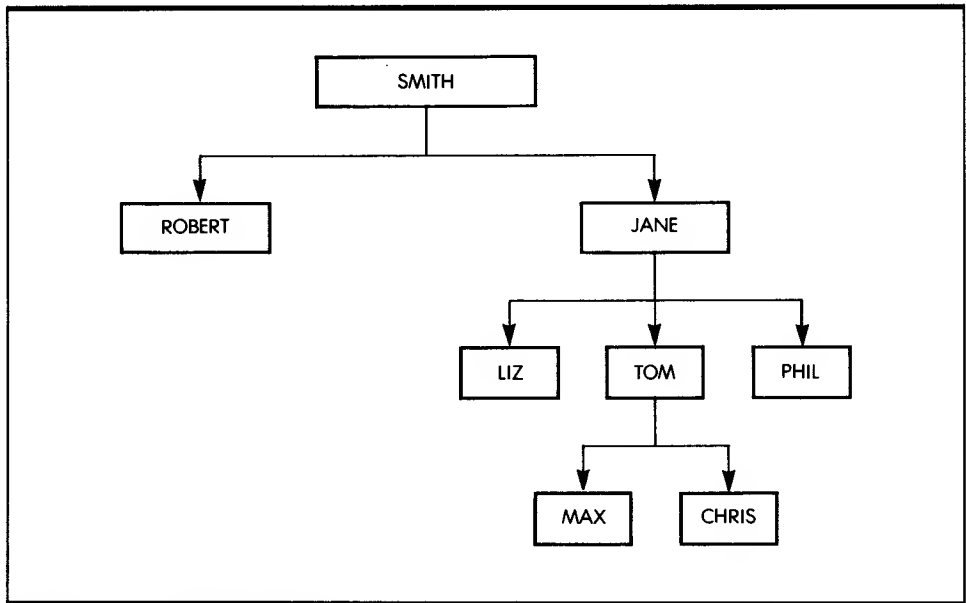 SMITH
ROBERT
JANE
LIZ
TOM
PHIL
MAX
CHRIS